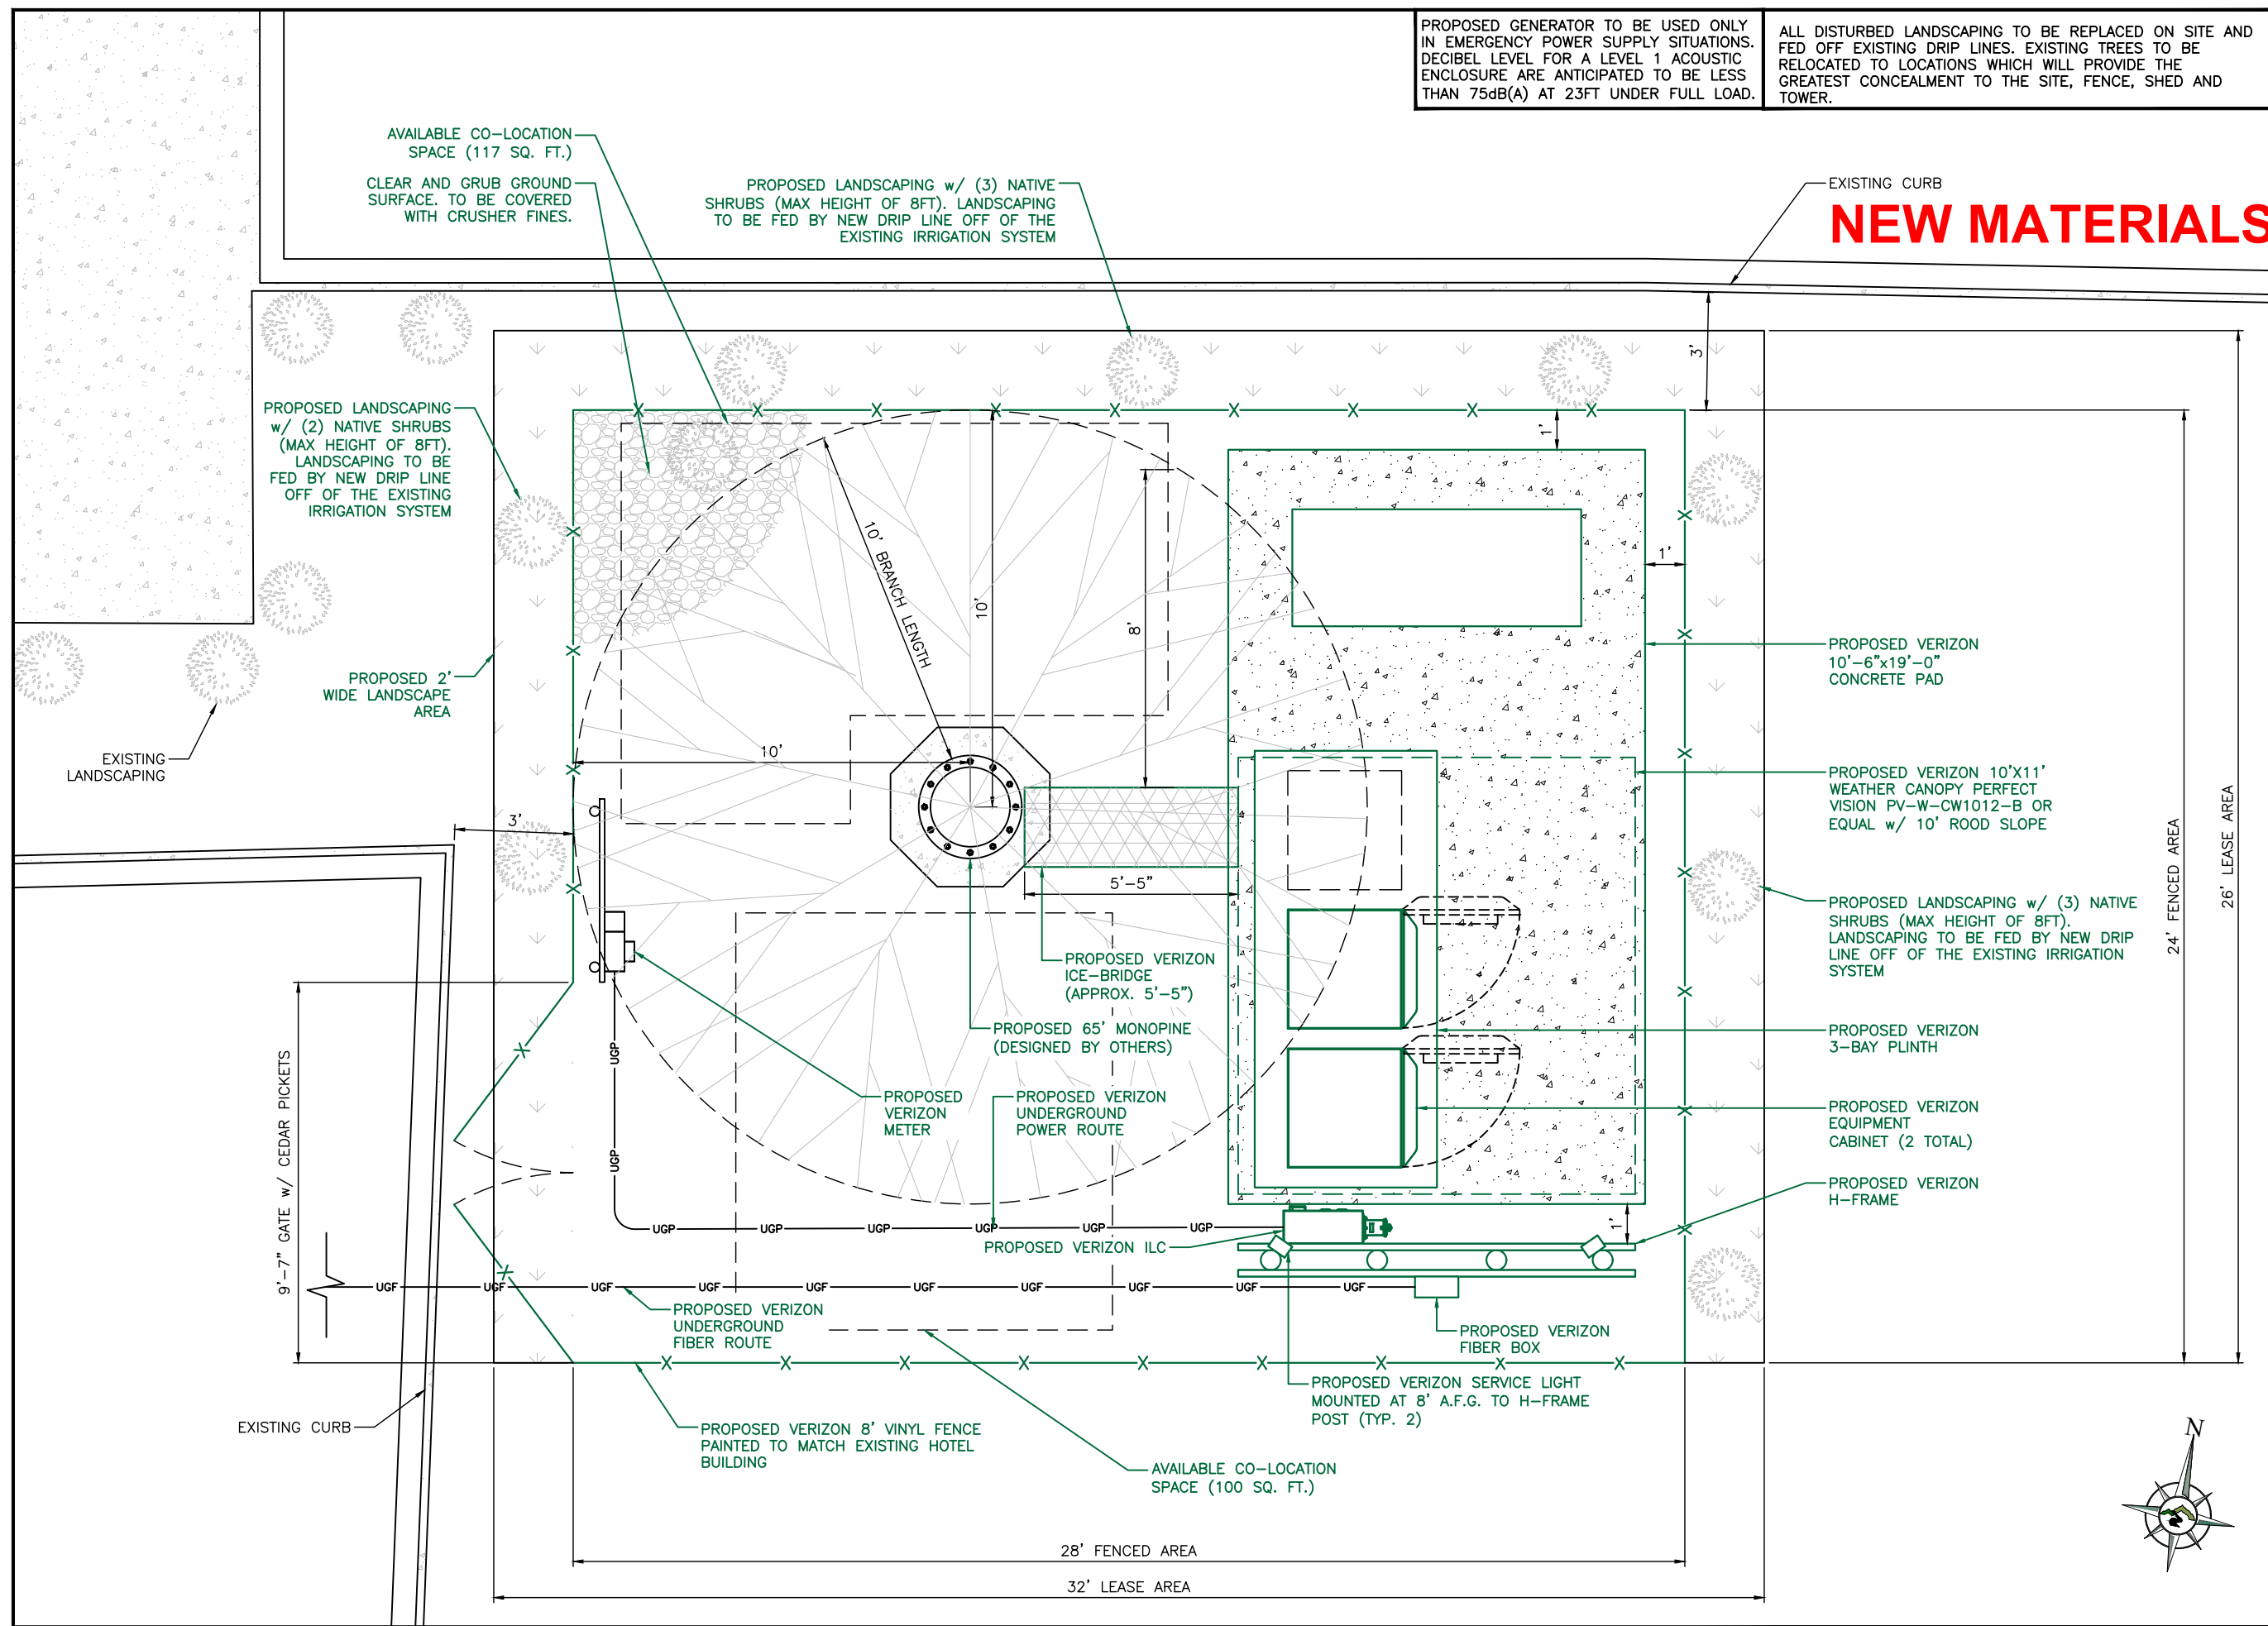 PROPOSED GENERATOR TO BE USED ONLY
IN EMERGENCY POWER SUPPLY SITUATIONS.
DECIBEL LEVEL FOR A LEVEL 1 ACOUSTIC
ENCLOSURE ARE ANTICIPATED TO BE LESS
THAN 75dB(A) AT 23FT UNDER FULL LOAD.
ALL DISTURBED LANDSCAPING TO BE REPLACED ON SITE AND
FED OFF EXISTING DRIP LINES. EXISTING TREES TO BE
RELOCATED TO LOCATIONS WHICH WILL PROVIDE THE
GREATEST CONCEALMENT TO THE SITE, FENCE, SHED AND
TOWER.
AVAILABLE CO-LOCATION
SPACE (117 SQ. FT.)
CLEAR AND GRUB GROUND
SURFACE. TO BE COVERED
WITH CRUSHER FINES.
PROPOSED LANDSCAPING w/ (3) NATIVE
SHRUBS (MAX HEIGHT OF 8FT). LANDSCAPING
TO BE FED BY NEW DRIP LINE OFF OF THE
EXISTING IRRIGATION SYSTEM
EXISTING CURB
NEW MATERIALS
3'
PROPOSED LANDSCAPING
w/ (2) NATIVE SHRUBS
(MAX HEIGHT OF 8FT).
LANDSCAPING TO BE
FED BY NEW DRIP LINE
OFF OF THE EXISTING
IRRIGATION SYSTEM
1'
1'
10' BRANCH LENGTH
10'
8'
PROPOSED 2'
WIDE LANDSCAPE
AREA
PROPOSED VERIZON
10'-6"x19'-0"
CONCRETE PAD
EXISTING
LANDSCAPING
10'
PROPOSED VERIZON 10'X11'
WEATHER CANOPY PERFECT
VISION PV-W-CW1012-B OR
EQUAL w/ 10' ROOD SLOPE
3'
5'-5"
24' FENCED AREA
26' LEASE AREA
PROPOSED LANDSCAPING w/ (3) NATIVE
SHRUBS (MAX HEIGHT OF 8FT).
LANDSCAPING TO BE FED BY NEW DRIP
LINE OFF OF THE EXISTING IRRIGATION
SYSTEM
PROPOSED VERIZON
ICE-BRIDGE
(APPROX. 5'-5")
PROPOSED 65' MONOPINE
(DESIGNED BY OTHERS)
PROPOSED VERIZON
3-BAY PLINTH
UGP
UGP
9'-7" GATE w/ CEDAR PICKETS
PROPOSED
VERIZON
METER
PROPOSED VERIZON
UNDERGROUND
POWER ROUTE
PROPOSED VERIZON
EQUIPMENT
CABINET (2 TOTAL)
PROPOSED VERIZON
H-FRAME
UGP UGP UGP UGP UGP UGP
1'
PROPOSED VERIZON ILC
UGF UGF UGF UGF UGF UGF UGF UGF UGF UGF
PROPOSED VERIZON
UNDERGROUND
FIBER ROUTE
PROPOSED VERIZON
FIBER BOX
PROPOSED VERIZON SERVICE LIGHT
MOUNTED AT 8' A.F.G. TO H-FRAME
POST (TYP. 2)
EXISTING CURB
PROPOSED VERIZON 8' VINYL FENCE
PAINTED TO MATCH EXISTING HOTEL
BUILDING
AVAILABLE CO-LOCATION
SPACE (100 SQ. FT.)
N
28' FENCED AREA
32' LEASE AREA